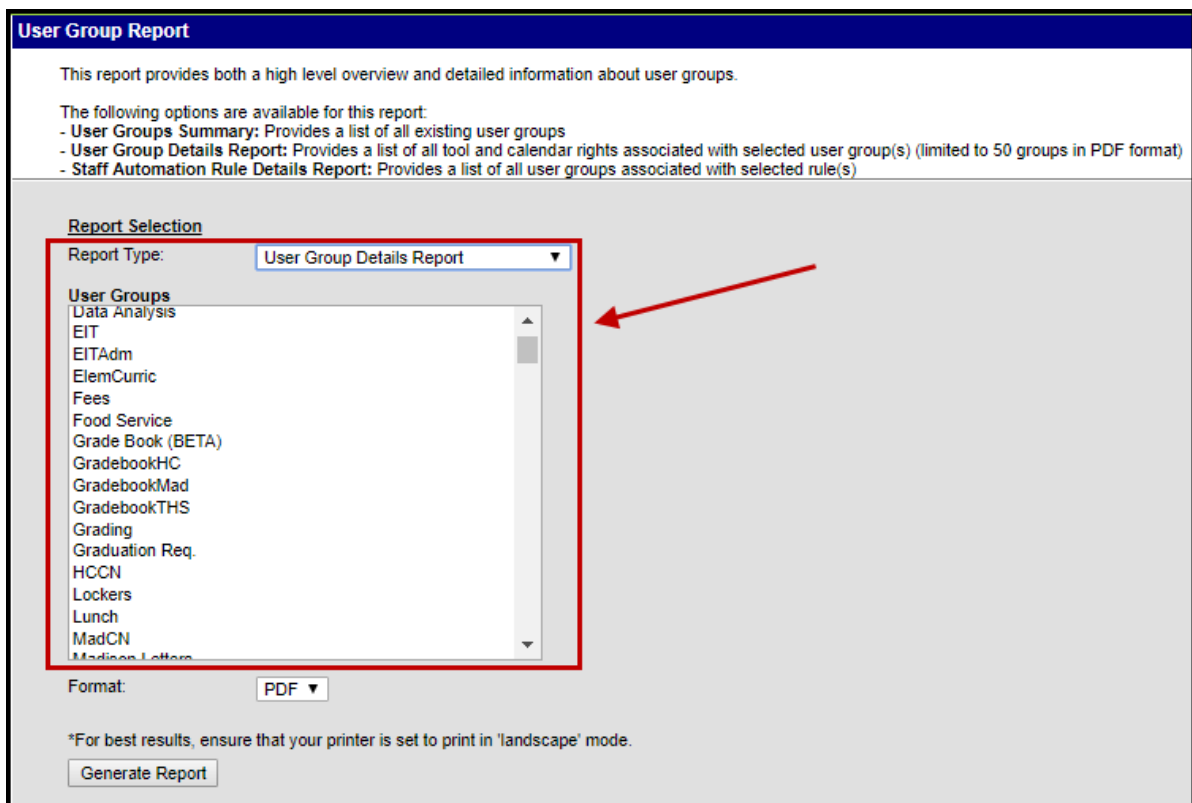 User Group Report
This report provides both a high level overview and detailed information about user groups.
The following options are available for this report:
- User Groups Summary: Provides a list of all existing user groups
- User Group Details Report: Provides a list of all tool and calendar rights associated with selected user group(s) (limited to 50 groups in PDF format)
- Staff Automation Rule Details Report: Provides a list of all user groups associated with selected rule(s)
Report Selection
Report Type: User Group Details Report
User Groups
Data Analysis
EIT
EITAdm
ElemCurric
Fees
Food Service
Grade Book (BETA)
GradebookHC
GradebookMad
GradebookTHS
Grading
Graduation Req.
HCCN
Lockers
Lunch
MadCN
Madison Letters
Format: PDF
*For best results, ensure that your printer is set to print in 'landscape' mode.
Generate Report